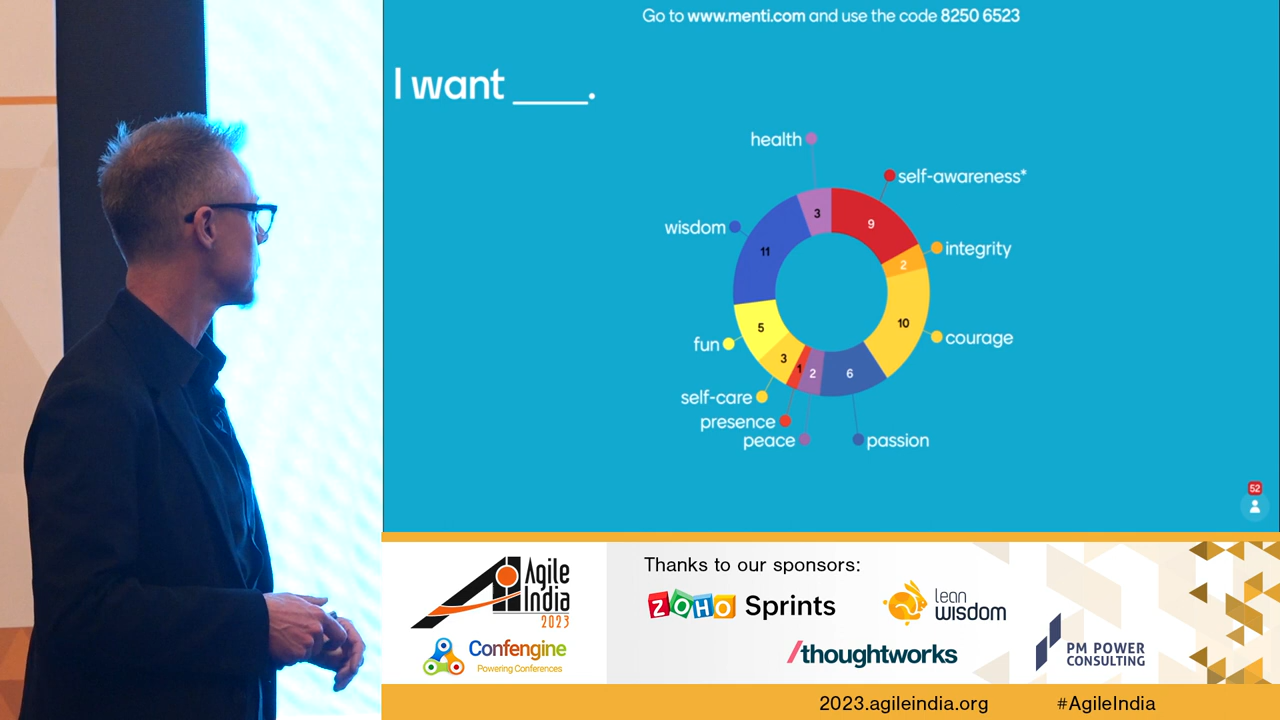 Go to www.menti.com and use the code 8250 6523
I want ____.
health
self-awareness*
3
9
wisdom
integrity
11
2
10
fun
5
courage
3
1
2
6
self-care
presence
peace
passion
52
Agile
India
2023
Confengine
Powering Conferences
Thanks to our sponsors:
ZOHO Sprints
lean
wisdom
/thoughtworks
PM POWER
CONSULTING
2023.agileindia.org
#AgileIndia